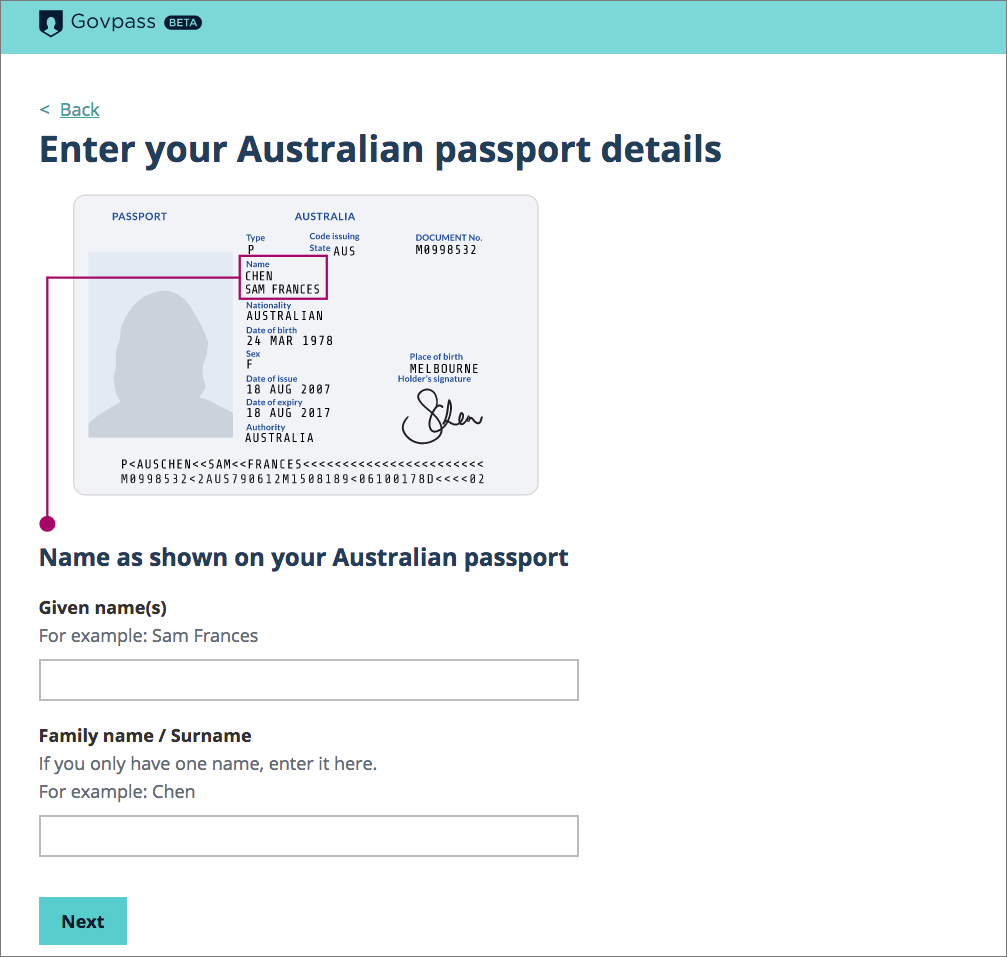 Govpass BETA
< Back
Enter your Australian passport details
PASSPORT AUSTRALIA
Type Code issuing DOCUMENT No.
P State AUS M0998532
Name
CHEN
SAM FRANCES
Nationality
AUSTRALIAN
Date of birth
24 MAR 1978
Sex Place of birth
F MELBOURNE
Date of issue Holder's signature
18 AUG 2007
Date of expiry
18 AUG 2017 SChen
Authority
AUSTRALIA
P<AUSCHEN<<SAM<<FRANCES<<<<<<<<<<<<<<<<<<<<<<<
M0998532<2AUS790612M1508189<06100178D<<<<02
Name as shown on your Australian passport
Given name(s)
For example: Sam Frances
Family name / Surname
If you only have one name, enter it here.
For example: Chen
Next